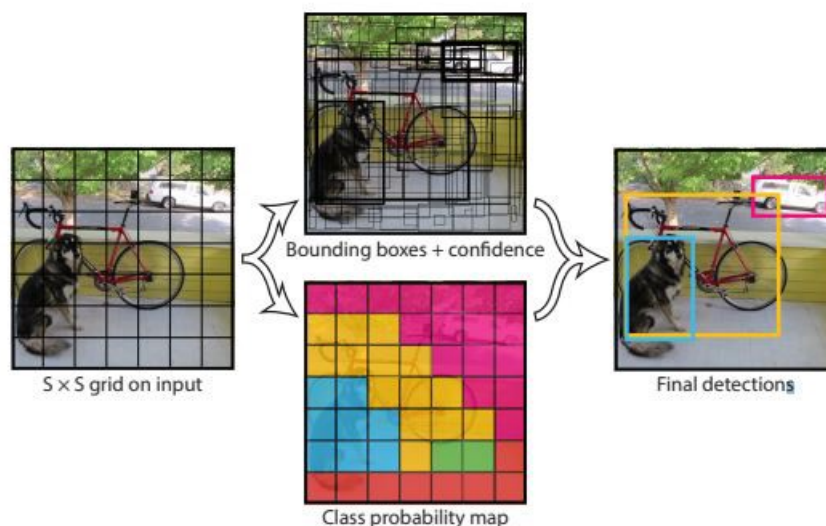 Bounding boxes + confidence
S × S grid on input
Final detections
Class probability map